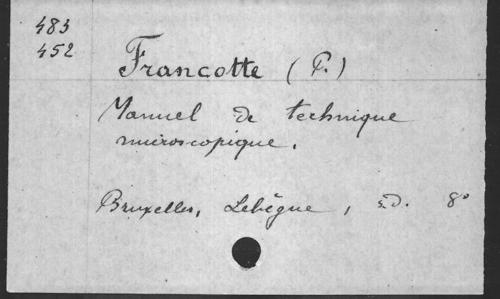 483
452
Francotte (P.)
Manuel de technique
microscopique.
Bruxelles, Lebègue, s.d. 8°